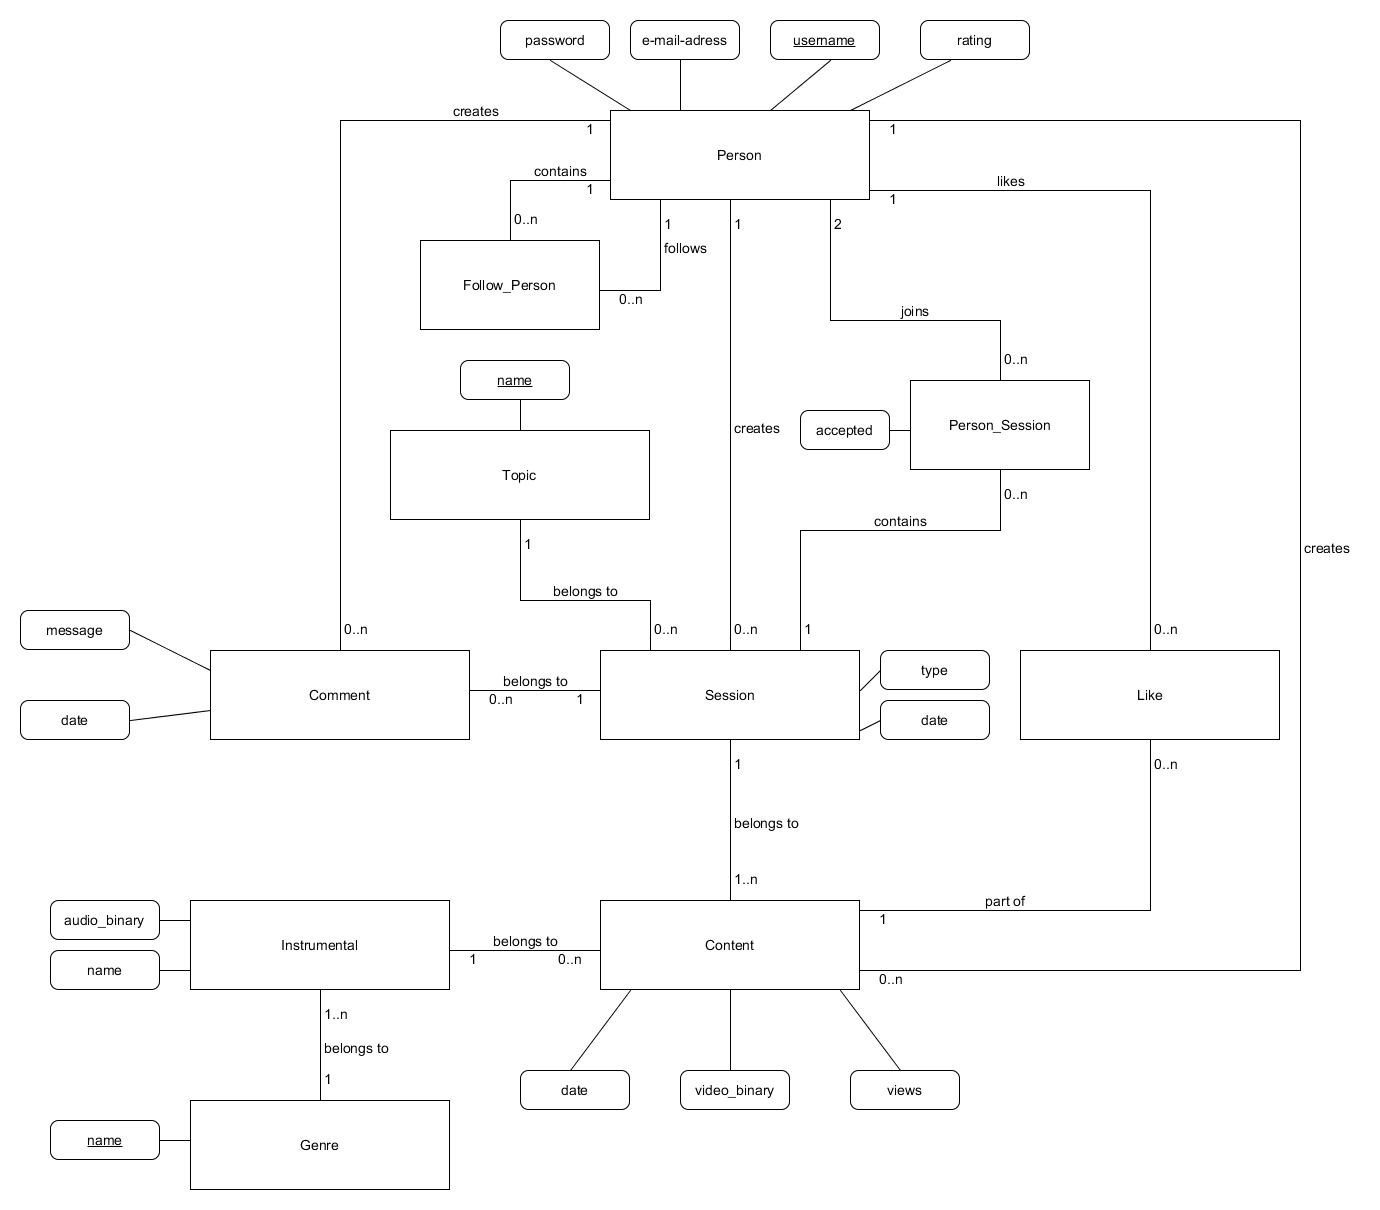 password
e-mail-adress
username
rating
creates
1
1
Person
contains
1
likes
1
0..n
1
1
2
follows
Follow_Person
0..n
joins
0..n
name
creates
accepted
Person_Session
Topic
0..n
contains
1
creates
belongs to
message
0..n
0..n
0..n
1
0..n
type
belongs to
Comment
0..n
1
Session
Like
date
date
1
0..n
belongs to
1..n
part of
audio_binary
1
belongs to
Instrumental
Content
1
0..n
name
0..n
1..n
belongs to
1
date
video_binary
views
name
Genre